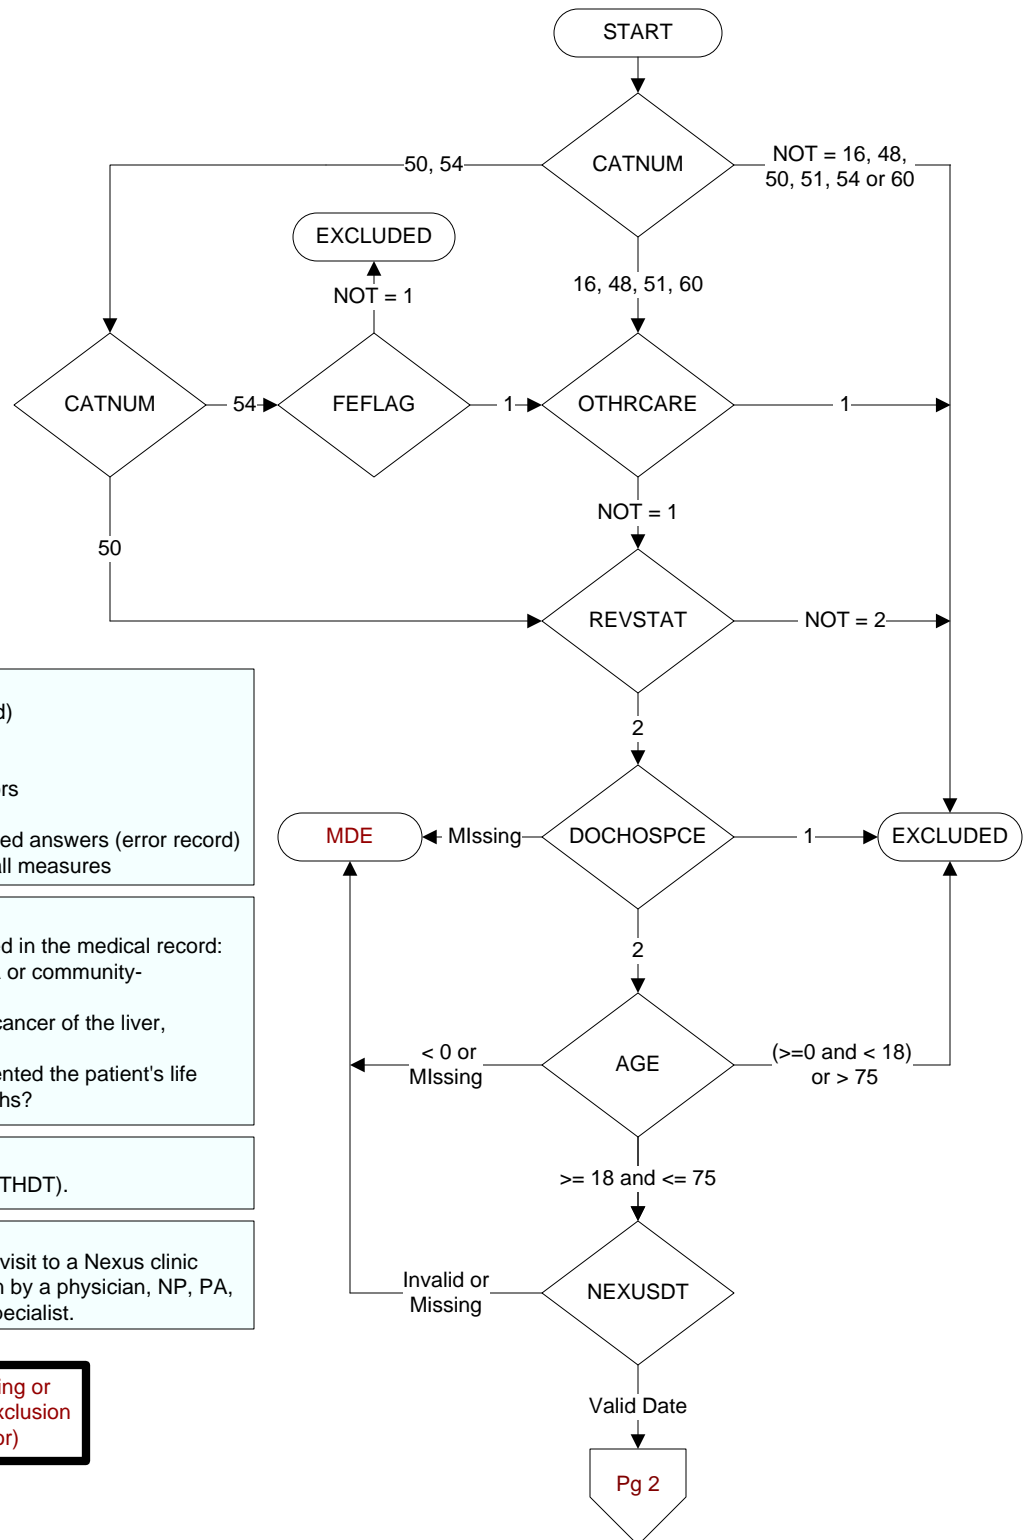 START
CATNUM
50, 54
NOT = 16, 48,
50, 51, 54 or 60
EXCLUDED
NOT = 1
16, 48, 51, 60
CATNUM
54
FEFLAG
1
OTHRCARE
1
NOT = 1
50
REVSTAT
NOT = 2
2
MDE
MIssing
DOCHOSPCE
1
EXCLUDED
2
< 0 or
MIssing
AGE
(>=0 and < 18)
or > 75
>= 18 and <= 75
Invalid or
Missing
NEXUSDT
Valid Date
Pg 2
d)
ors
ed answers (error record)
all measures
ed in the medical record:
or community-
cancer of the liver,
ented the patient's life
hs?
THDT).
visit to a Nexus clinic
n by a physician, NP, PA,
pecialist.
ing or
xclusion
or)